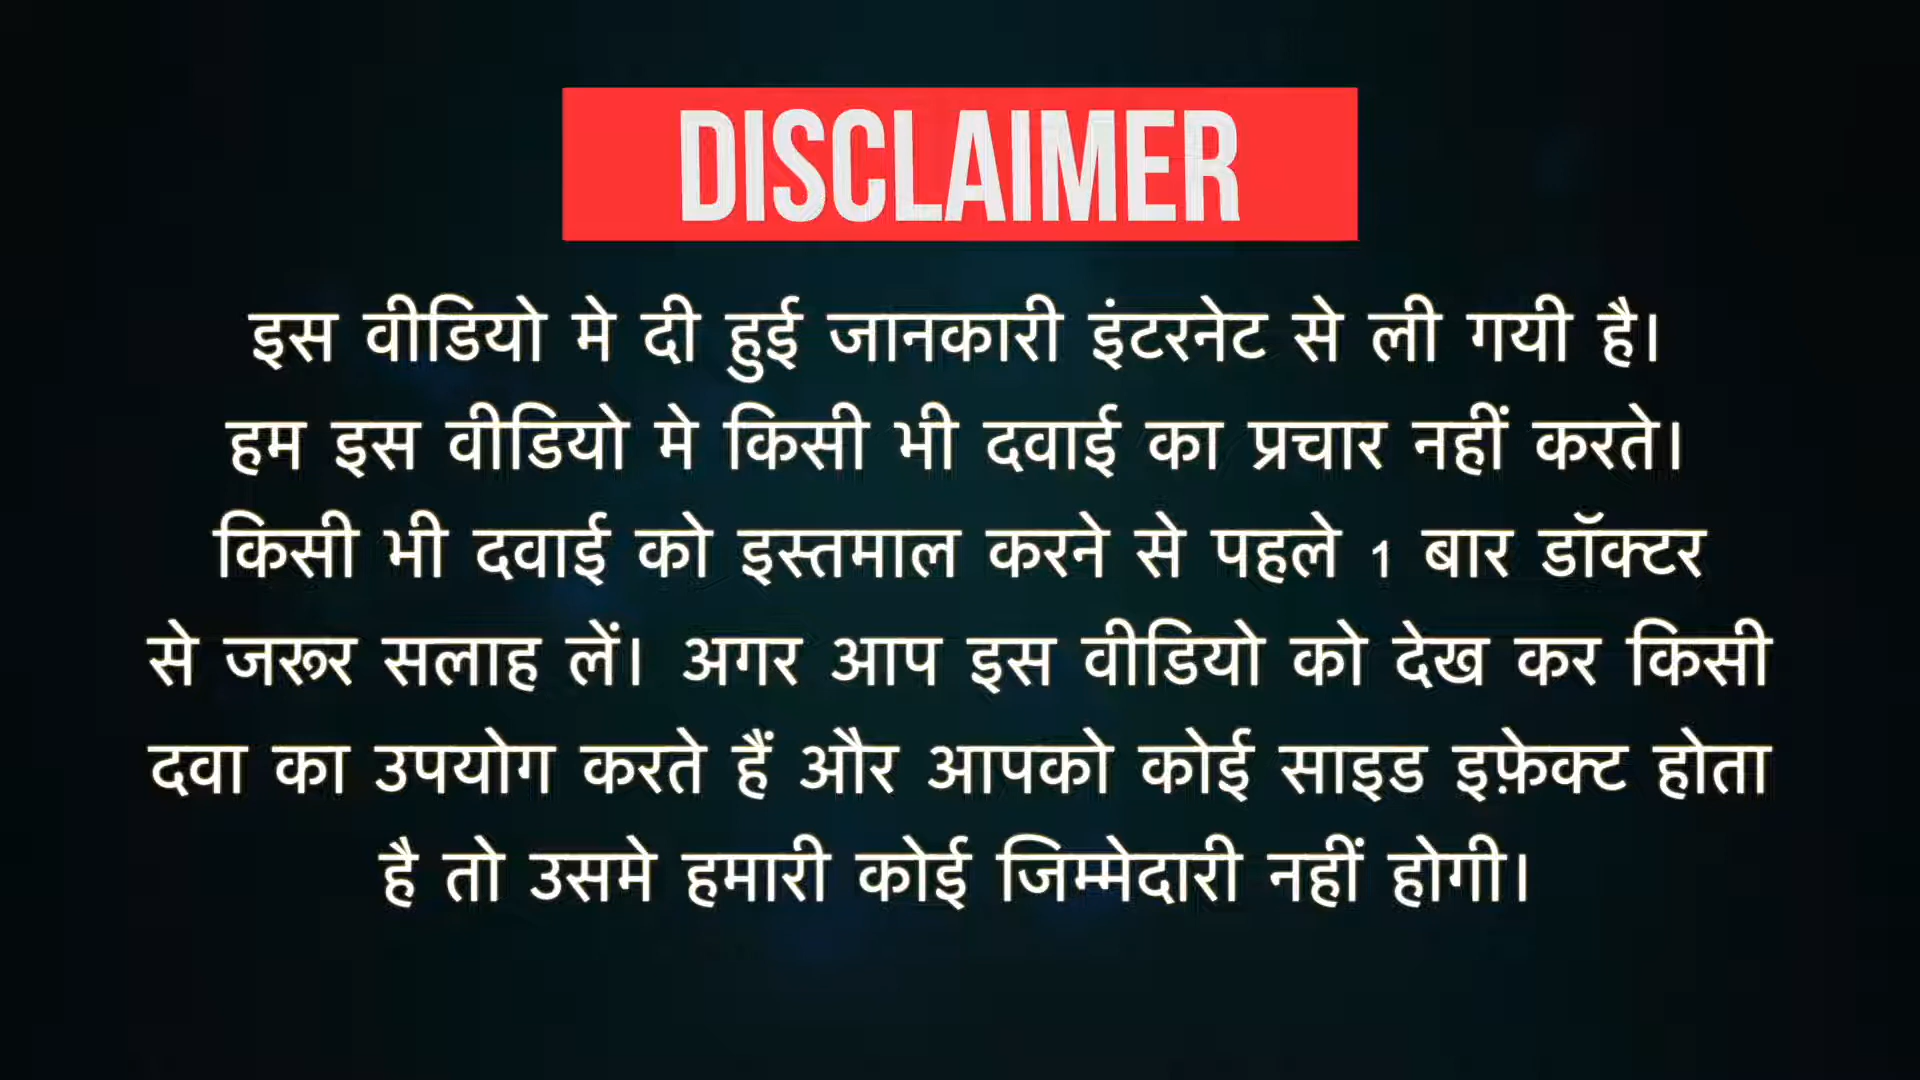 DISCLAIMER
इस वीडियो मे दी हुई जानकारी इंटरनेट से ली गयी है।
हम इस वीडियो मे किसी भी दवाई का प्रचार नहीं करते।
किसी भी दवाई को इस्तमाल करने से पहले 1 बार डॉक्टर
से जरूर सलाह लें। अगर आप इस वीडियो को देख कर किसी
दवा का उपयोग करते हैं और आपको कोई साइड इफ़ेक्ट होता
है तो उसमे हमारी कोई जिम्मेदारी नहीं होगी।